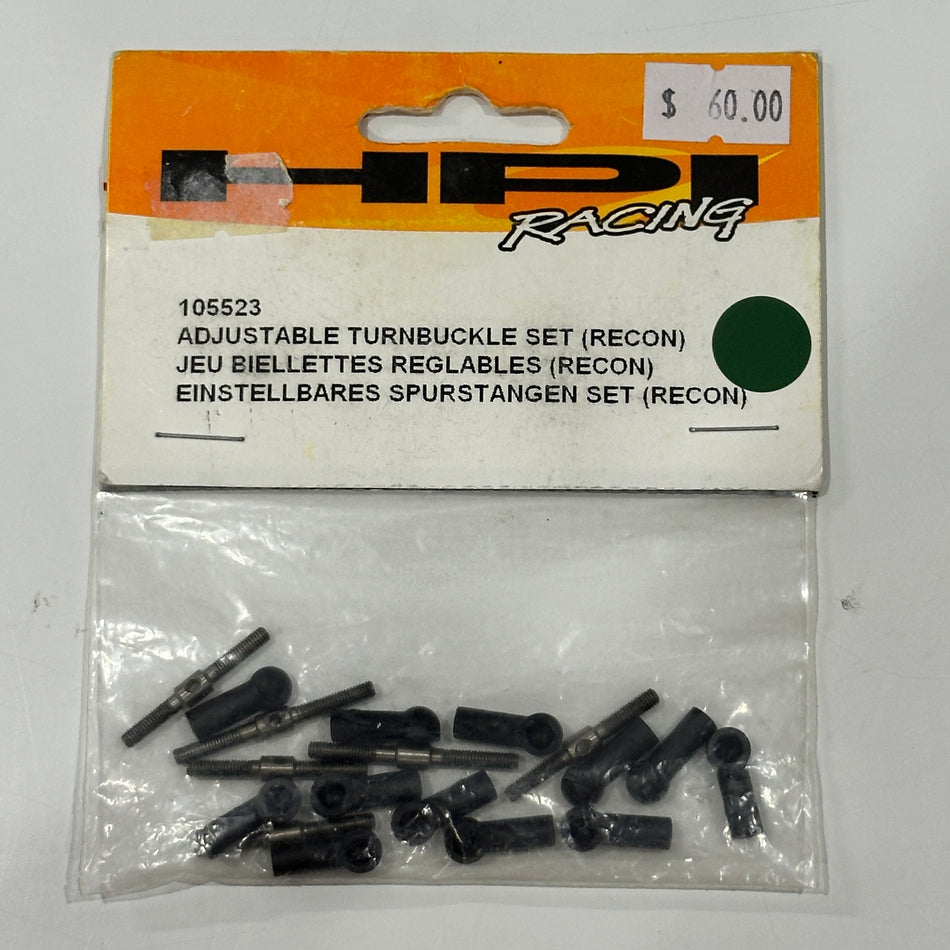 $ 60.00
HPI
RACING
105523
ADJUSTABLE TURNBUCKLE SET (RECON)
JEU BIELLETTES REGLABLES (RECON)
EINSTELLBARES SPURSTANGEN SET (RECON)